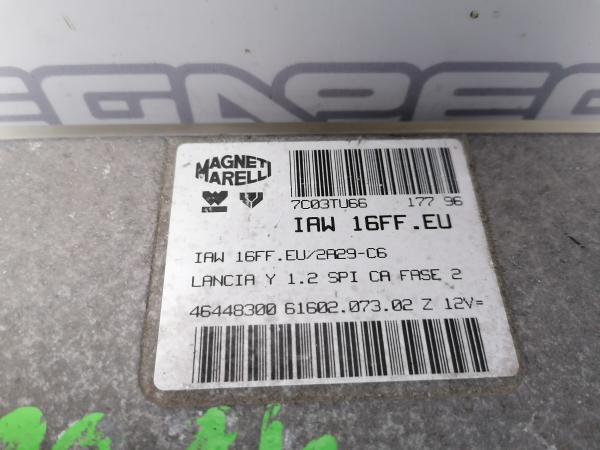 MAGNETI MARELLI
7C03TU66 177 96
IAW 16FF.EU
IAW 16FF.EU/2A29-C6
LANCIA Y 1.2 SPI CA FASE 2
46448300 61602.073.02 Z 12V=